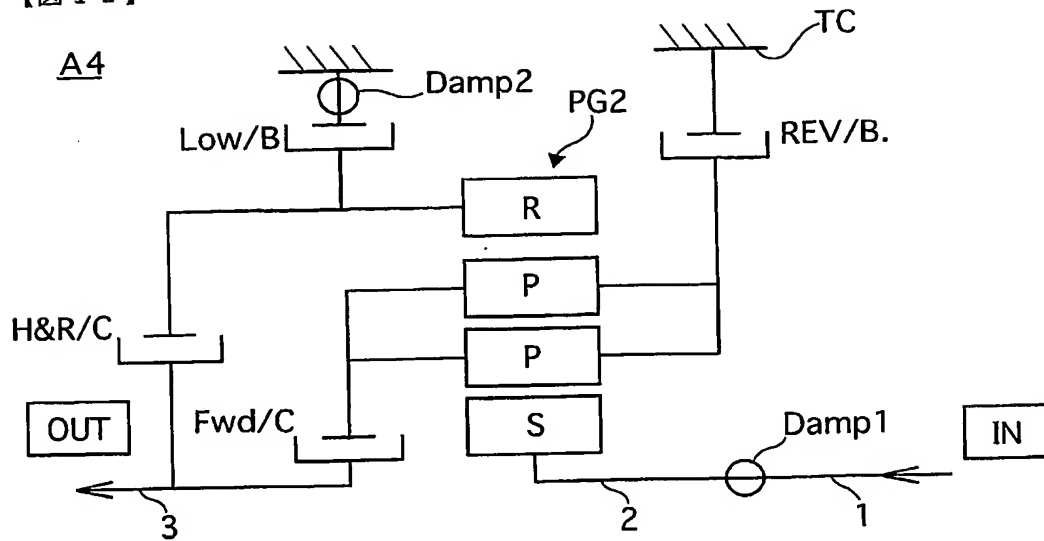 A4
TC
Damp2
PG2
Low/B
REV/B.
R
P
H&R/C
P
Fwd/C
S
Damp1
OUT
IN
3
2
1